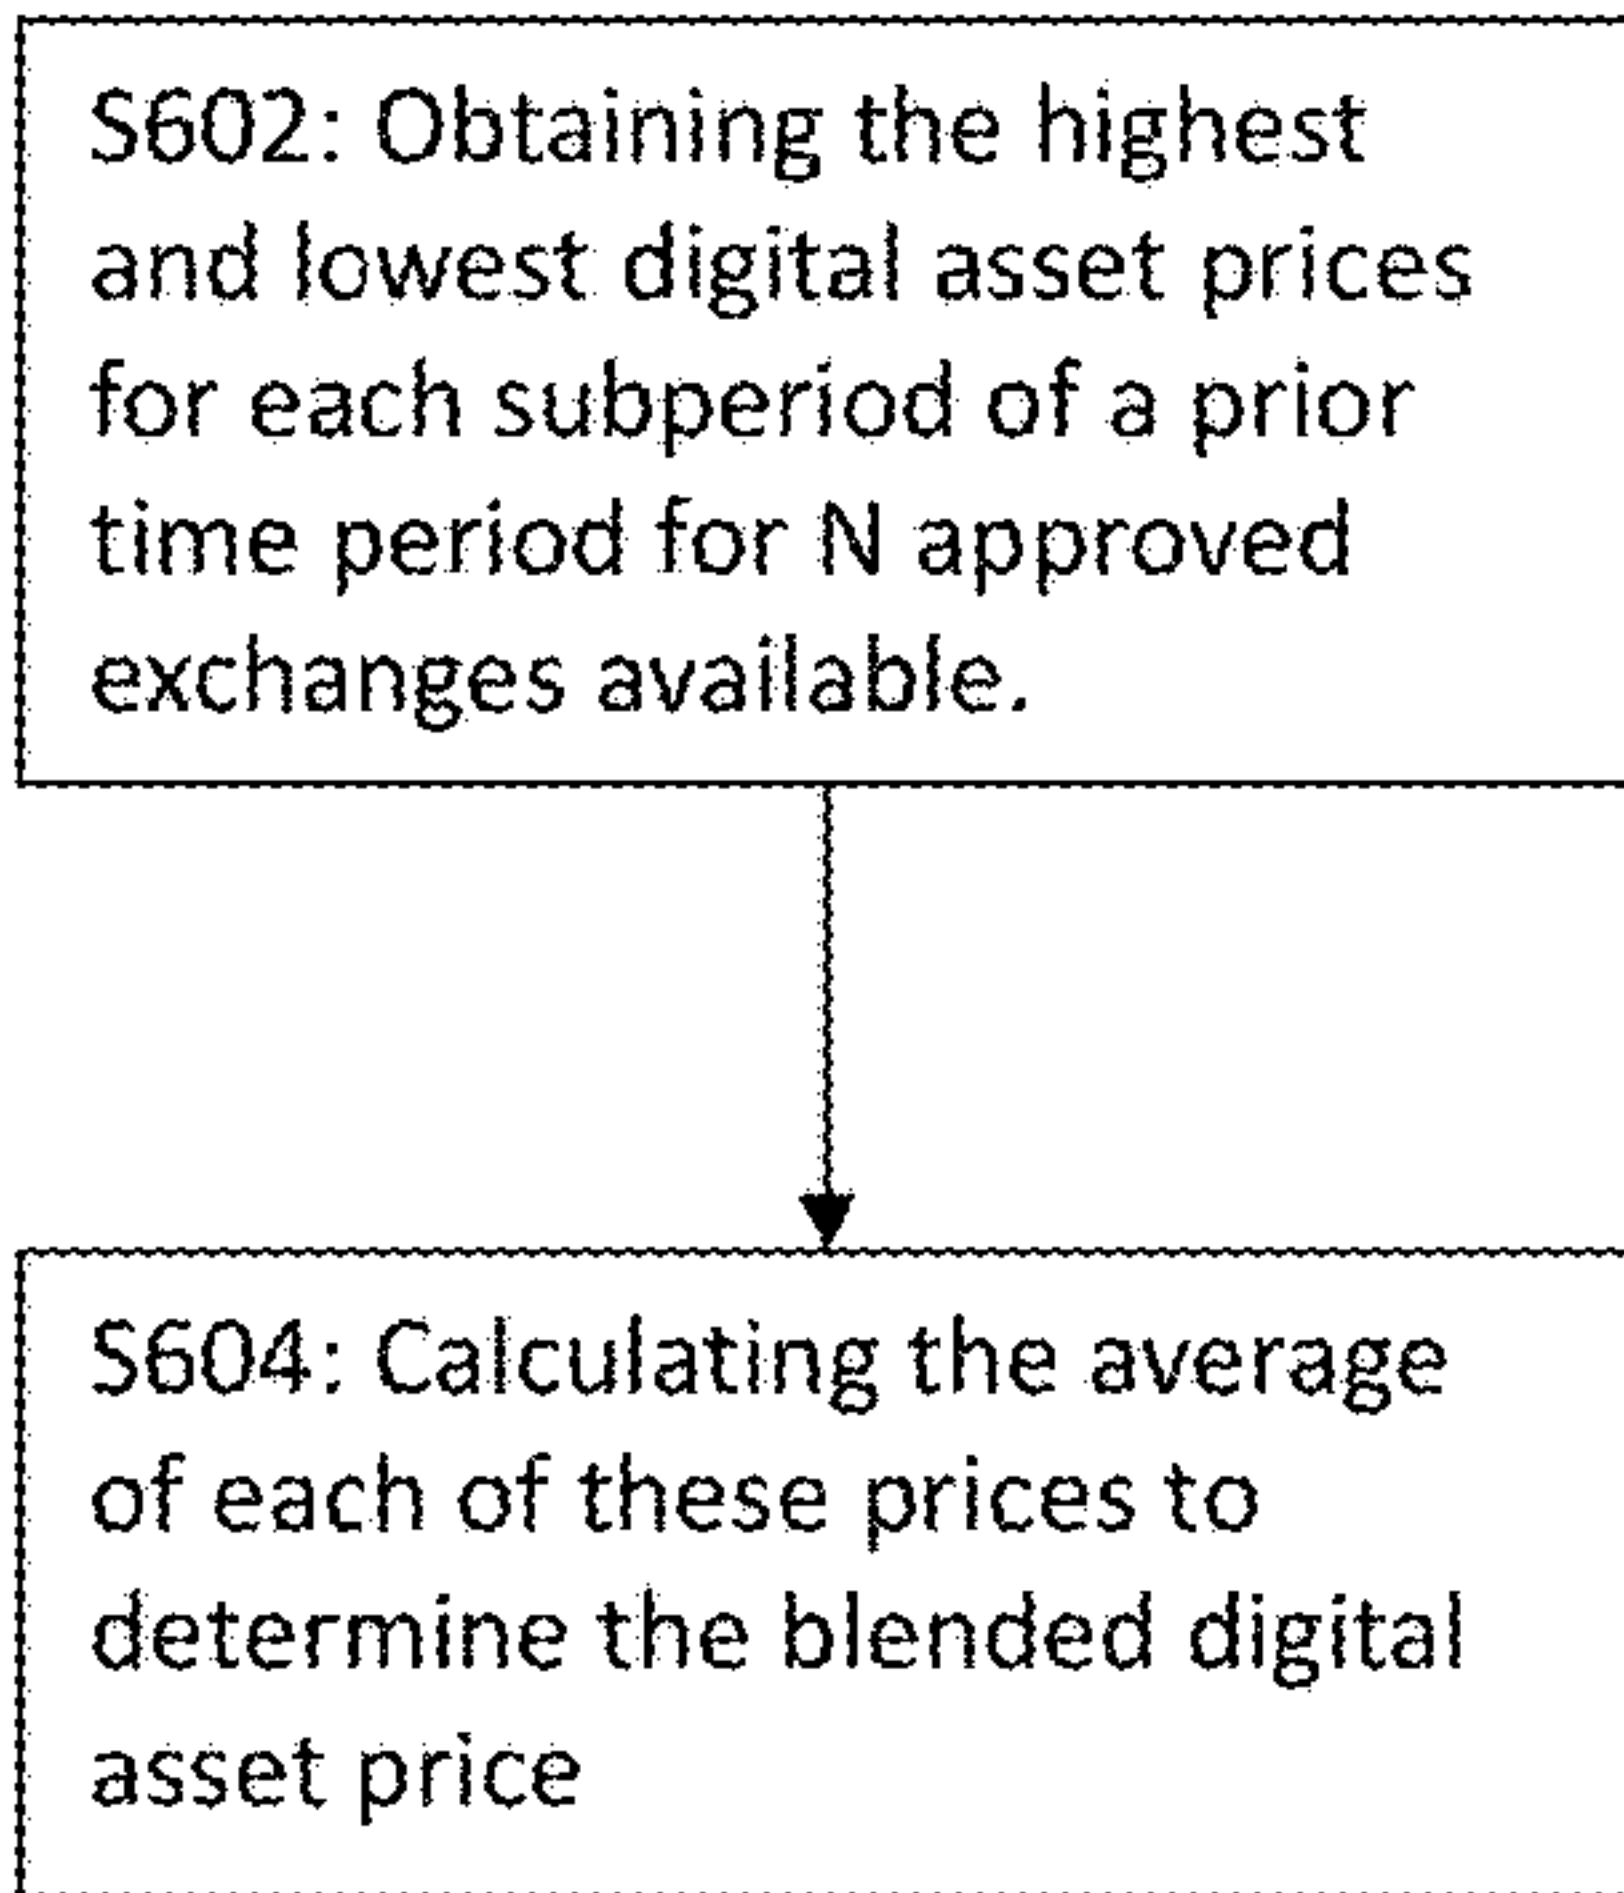 S602: Obtaining the highest
and lowest digital asset prices
for each subperiod of a prior
time period for N approved
exchanges available.
S604: Calculating the average
of each of these prices to
determine the blended digital
asset price